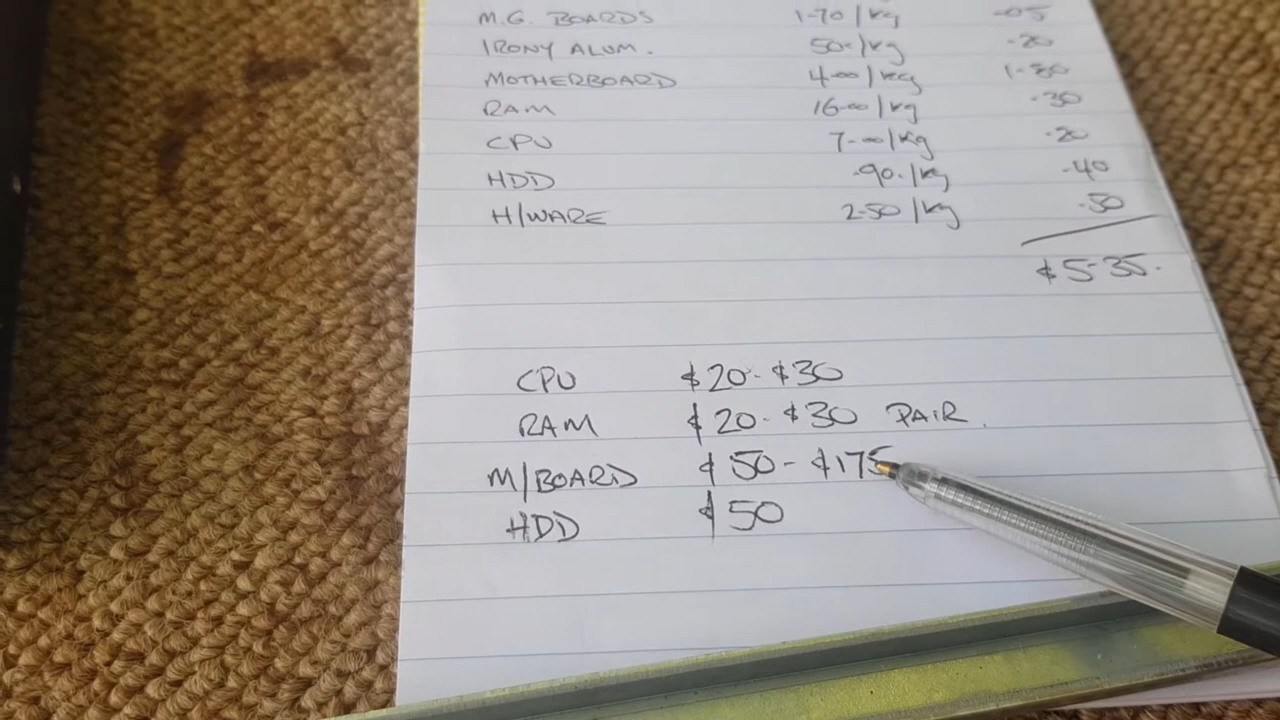 M.G. BOARDS 1-70/kg -05
IRONY ALUM. 50-/kg -20
MOTHERBOARD 4-00/kg 1-80
RAM 16-00/kg -30
CPU 7-00/kg -20
HDD -90-/kg -40
H/WARE 2-50/kg -50
$5-35-
CPU $20-$30
RAM $20-$30 PAIR.
M/BOARD $50-$175
HDD $50